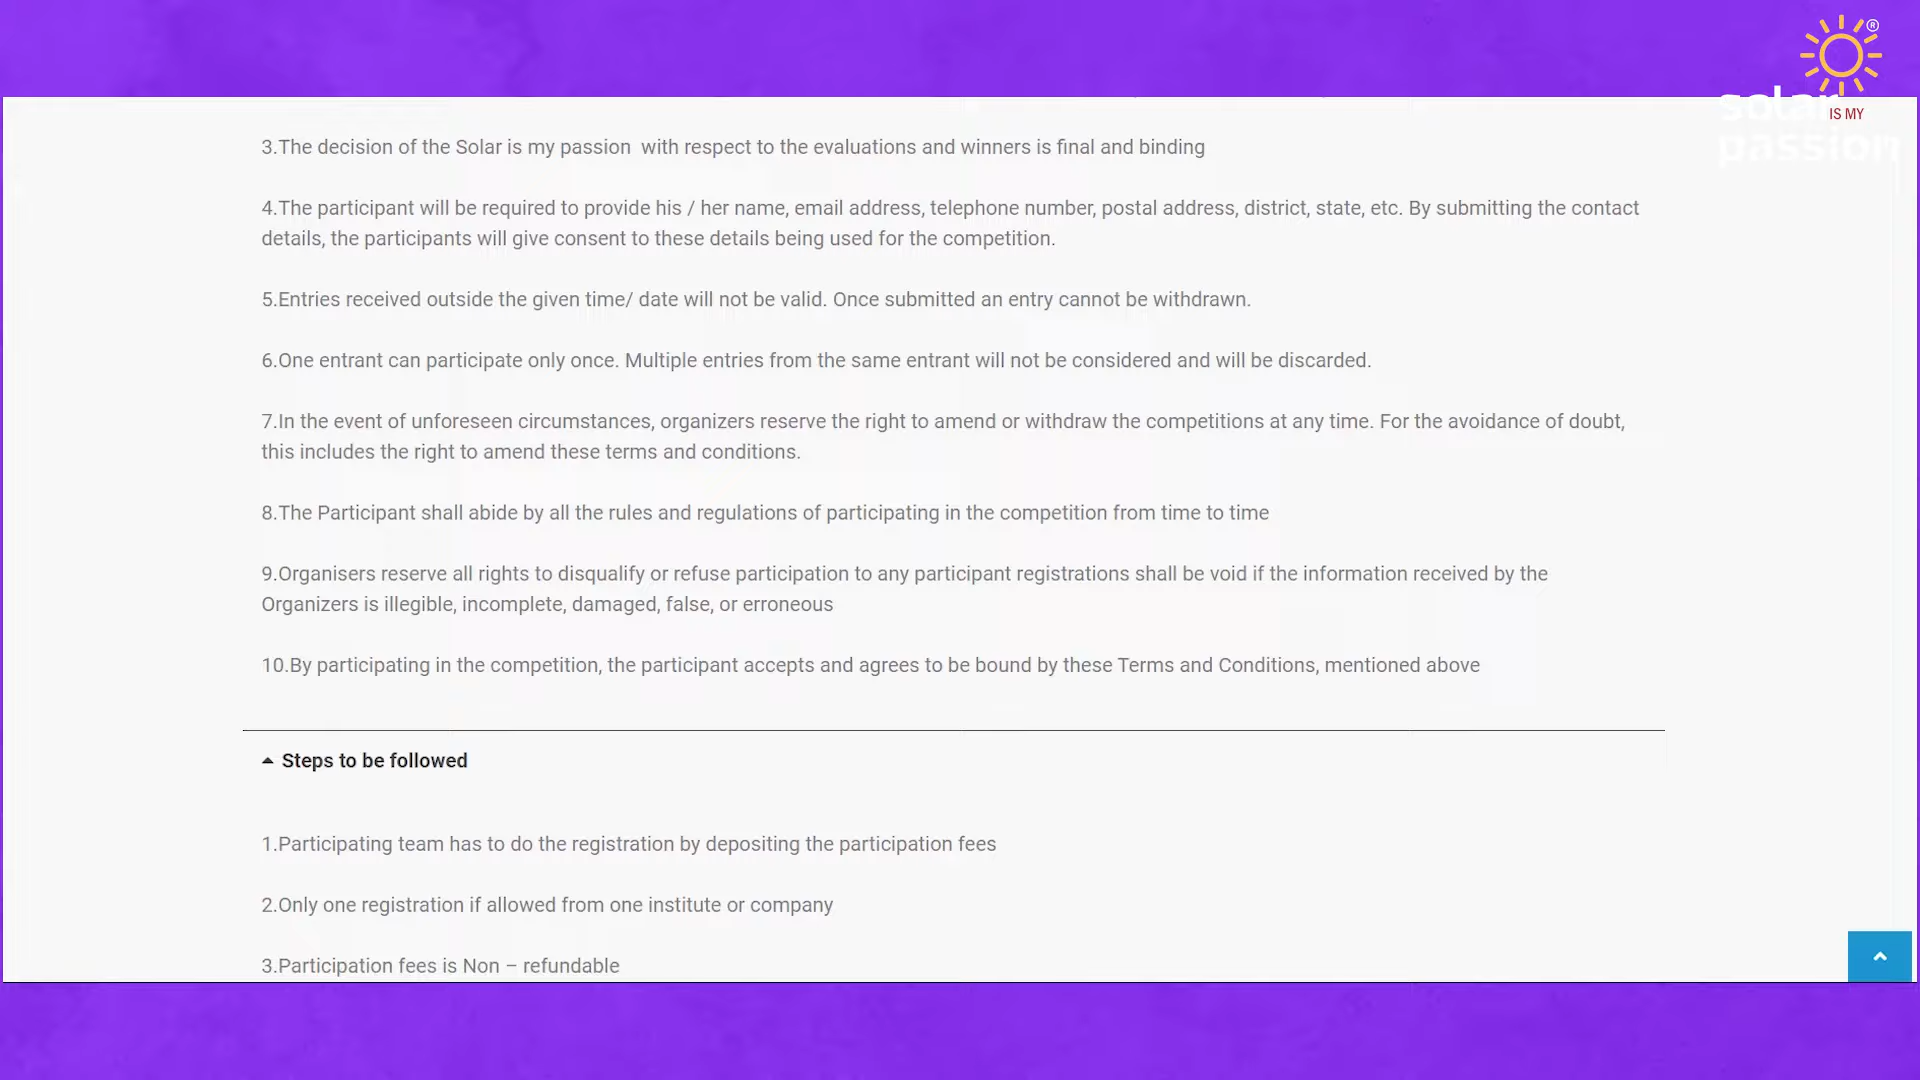 ®
solar
IS MY
passion
3.The decision of the Solar is my passion  with respect to the evaluations and winners is final and binding
4.The participant will be required to provide his / her name, email address, telephone number, postal address, district, state, etc. By submitting the contact
details, the participants will give consent to these details being used for the competition.
5.Entries received outside the given time/ date will not be valid. Once submitted an entry cannot be withdrawn.
6.One entrant can participate only once. Multiple entries from the same entrant will not be considered and will be discarded.
7.In the event of unforeseen circumstances, organizers reserve the right to amend or withdraw the competitions at any time. For the avoidance of doubt,
this includes the right to amend these terms and conditions.
8.The Participant shall abide by all the rules and regulations of participating in the competition from time to time
9.Organisers reserve all rights to disqualify or refuse participation to any participant registrations shall be void if the information received by the
Organizers is illegible, incomplete, damaged, false, or erroneous
10.By participating in the competition, the participant accepts and agrees to be bound by these Terms and Conditions, mentioned above
Steps to be followed
1.Participating team has to do the registration by depositing the participation fees
2.Only one registration if allowed from one institute or company
3.Participation fees is Non – refundable